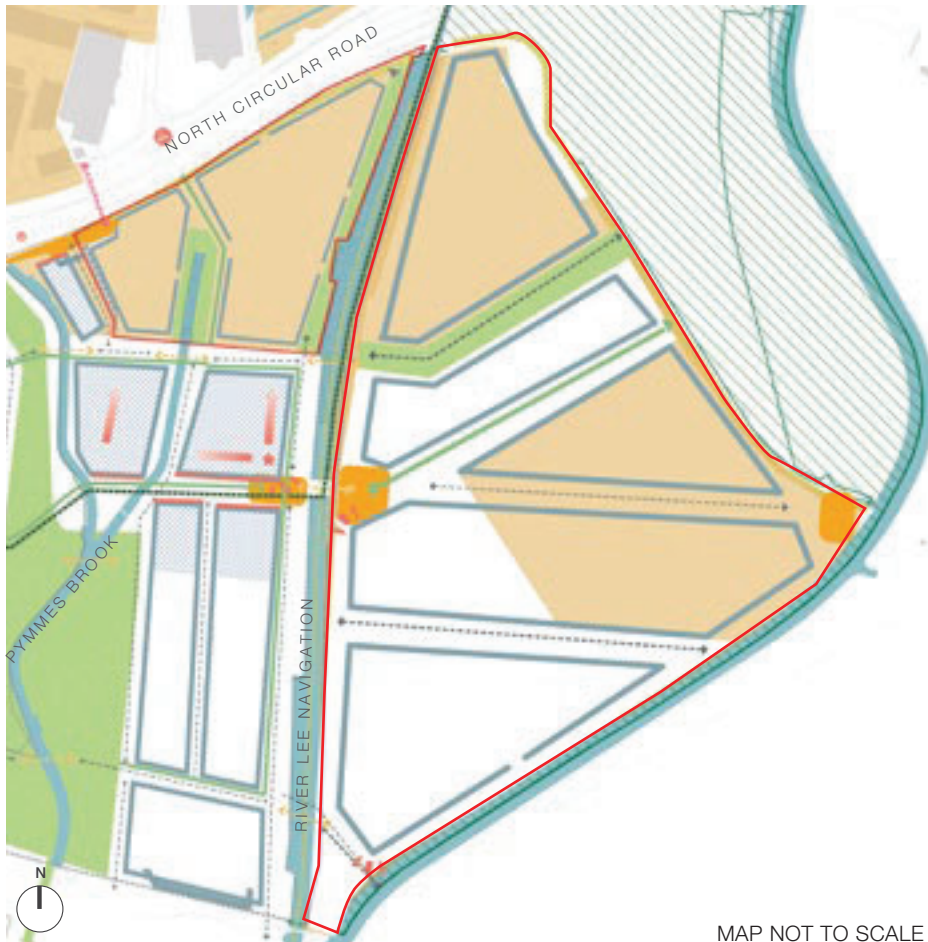 NORTH CIRCULAR ROAD
PYMMES BROOK
RIVER LEE NAVIGATION
N
MAP NOT TO SCALE